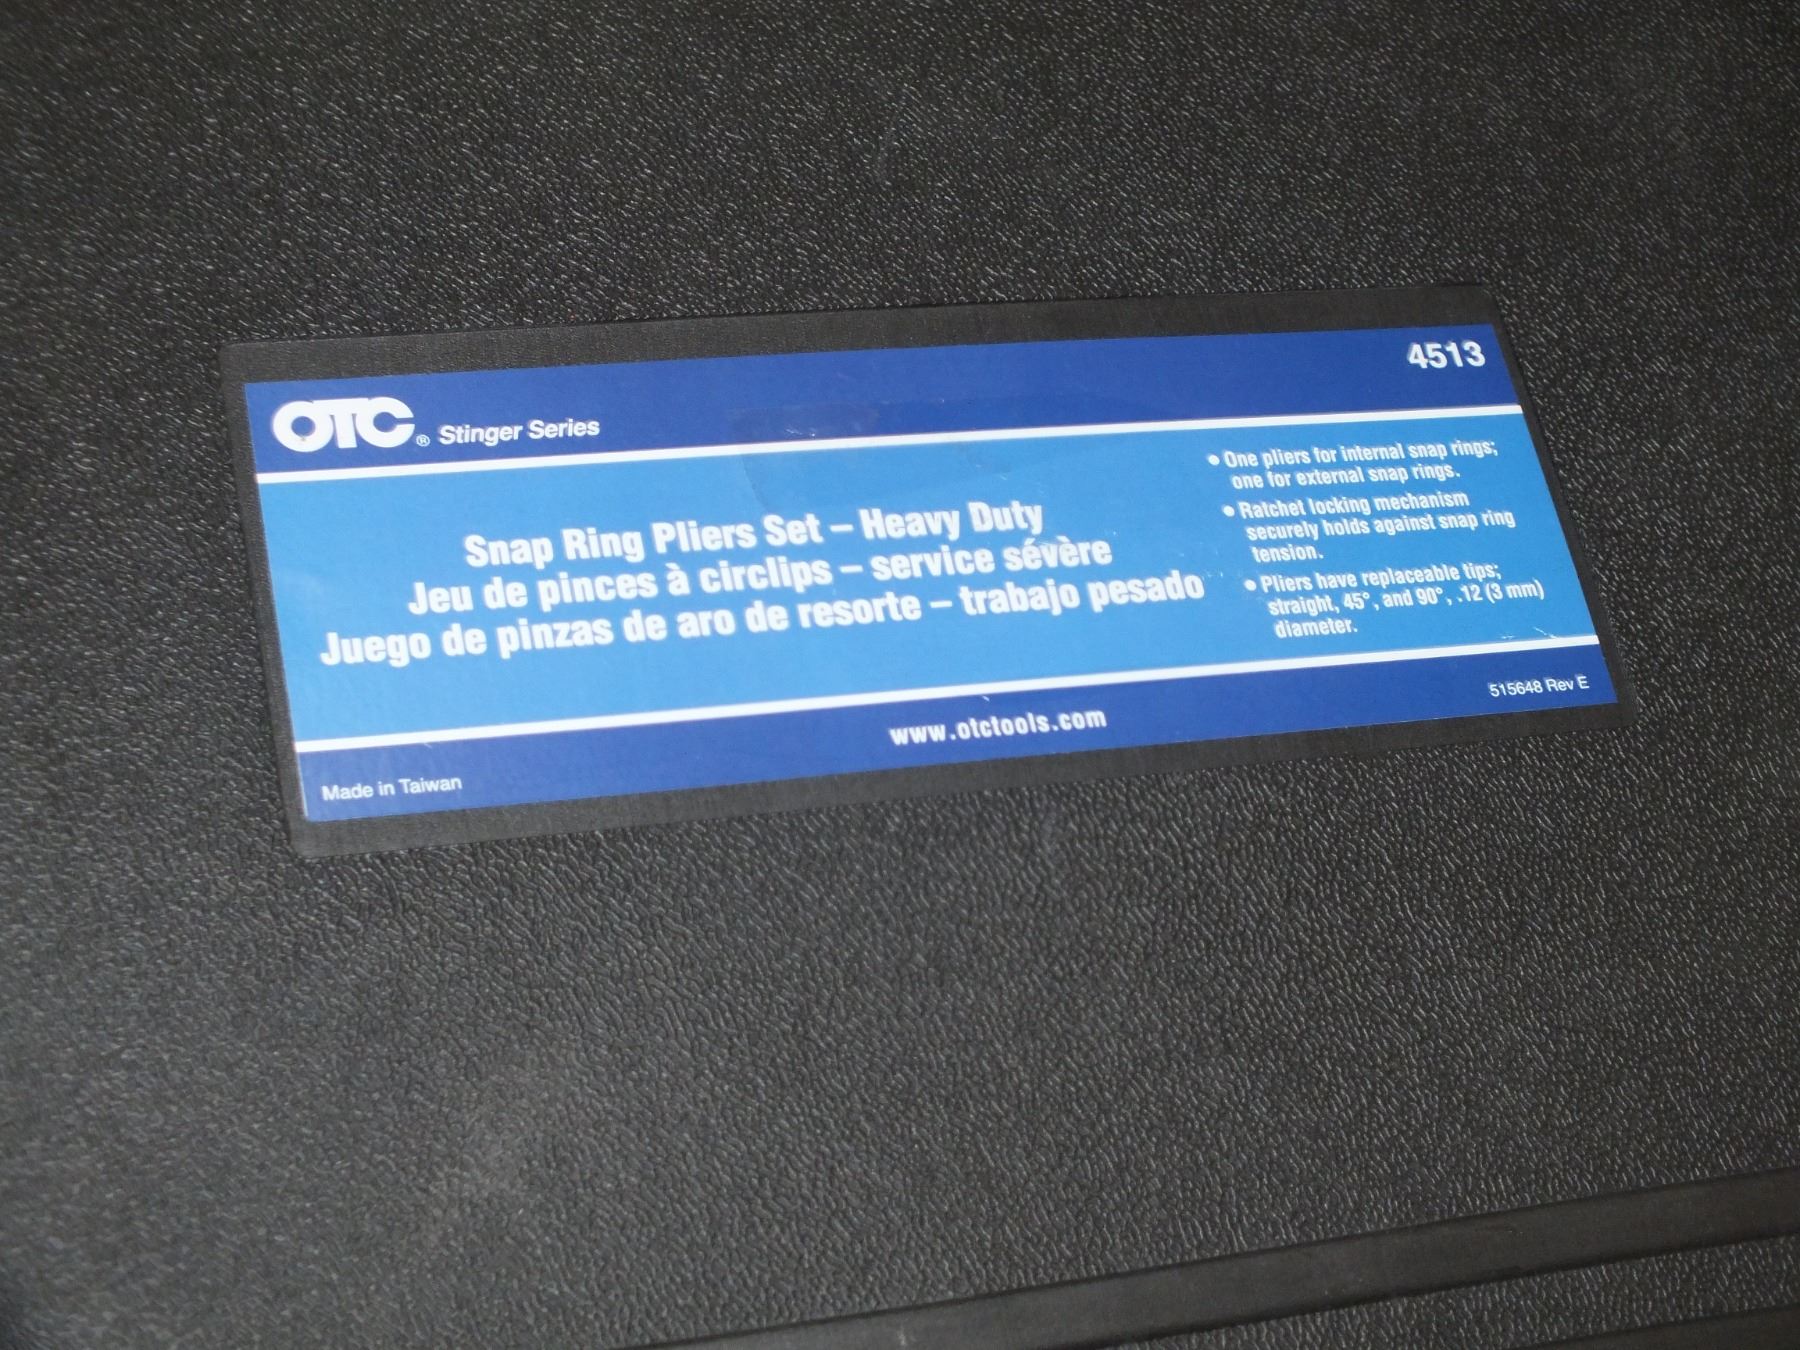 OTC® Stinger Series
4513
Snap Ring Pliers Set – Heavy Duty
Jeu de pinces à circlips – service sévère
Juego de pinzas de aro de resorte – trabajo pesado
• One pliers for internal snap rings;
one for external snap rings.
• Ratchet locking mechanism
securely holds against snap ring
tension.
• Pliers have replaceable tips;
straight, 45°, and 90°, .12 (3 mm)
diameter.
Made in Taiwan
www.otctools.com
515648 Rev E